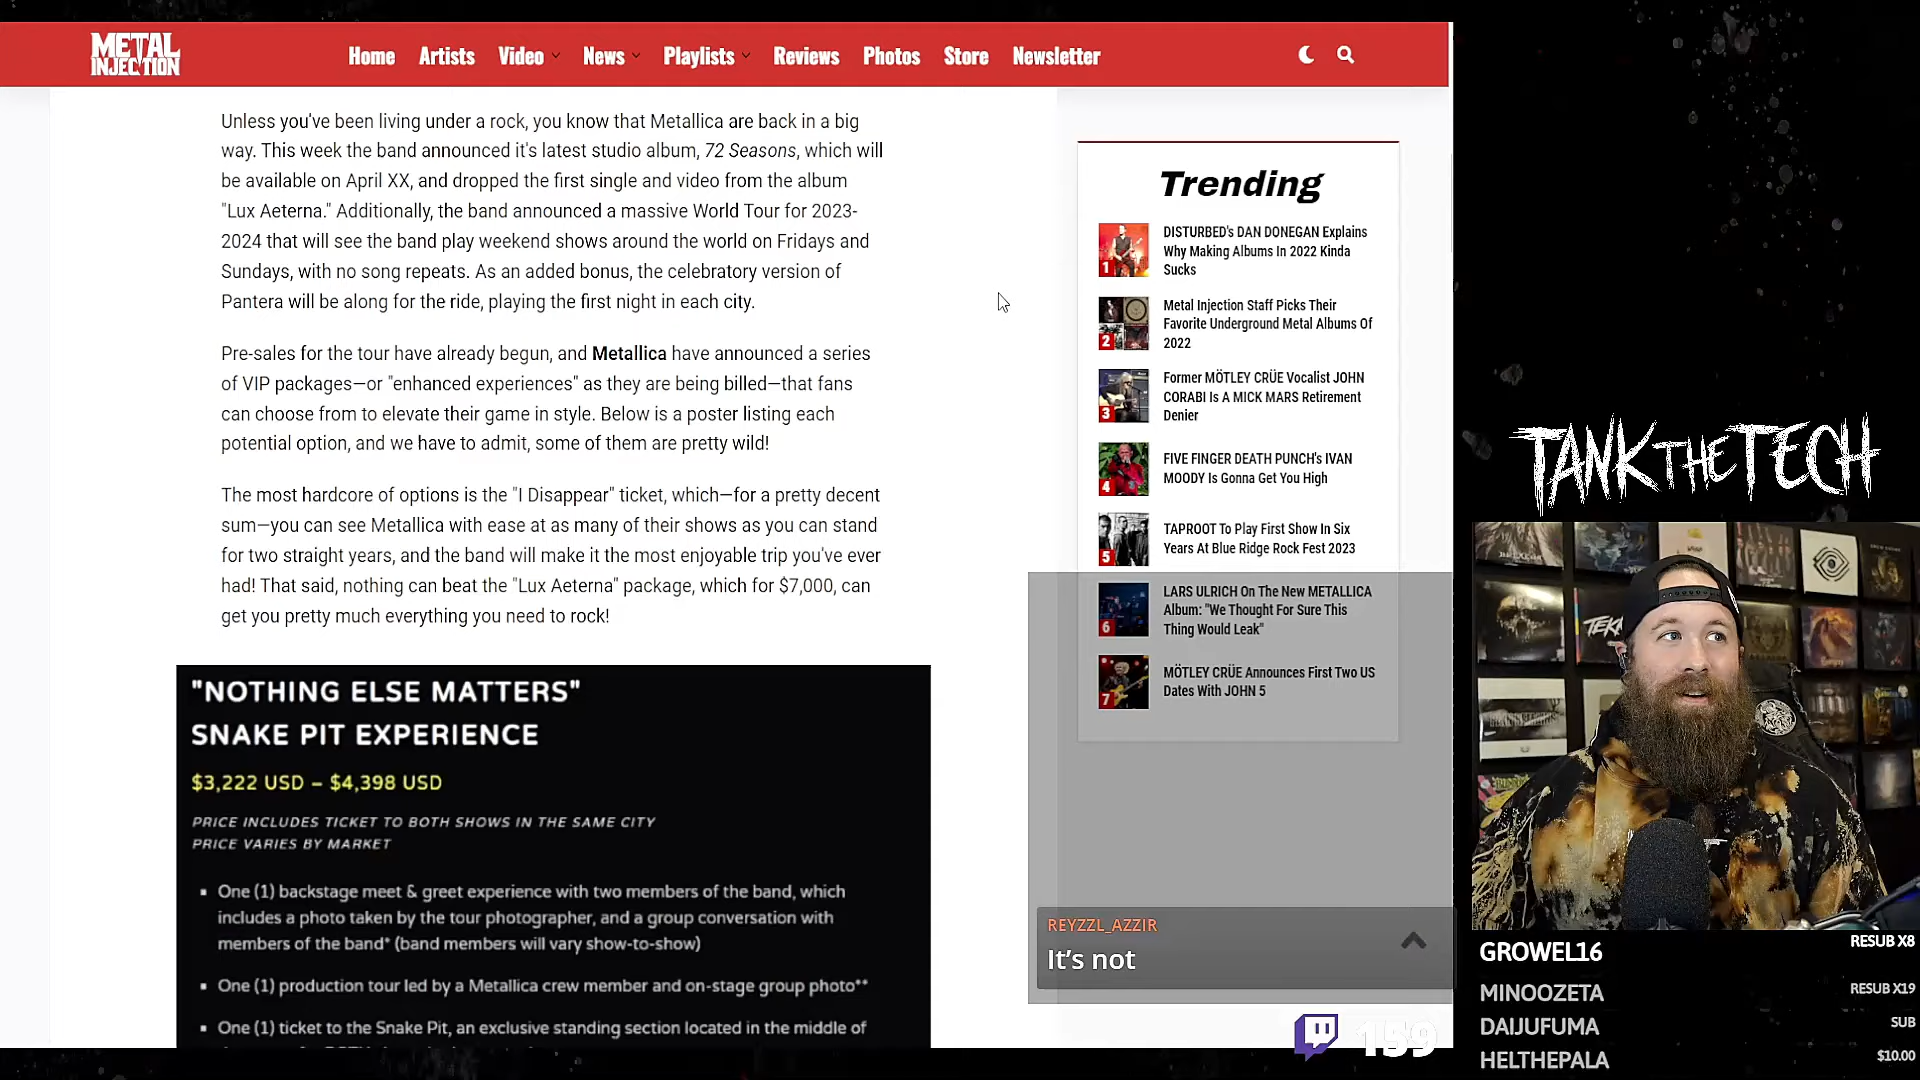 METAL
INJECTION
Home
Artists
Video
News
Playlists
Reviews
Photos
Store
Newsletter
Unless you've been living under a rock, you know that Metallica are back in a big
way. This week the band announced it's latest studio album, 72 Seasons, which will
be available on April XX, and dropped the first single and video from the album
"Lux Aeterna." Additionally, the band announced a massive World Tour for 2023-
2024 that will see the band play weekend shows around the world on Fridays and
Sundays, with no song repeats. As an added bonus, the celebratory version of
Pantera will be along for the ride, playing the first night in each city.
Pre-sales for the tour have already begun, and Metallica have announced a series
of VIP packages—or "enhanced experiences" as they are being billed—that fans
can choose from to elevate their game in style. Below is a poster listing each
potential option, and we have to admit, some of them are pretty wild!
The most hardcore of options is the "I Disappear" ticket, which—for a pretty decent
sum—you can see Metallica with ease at as many of their shows as you can stand
for two straight years, and the band will make it the most enjoyable trip you've ever
had! That said, nothing can beat the "Lux Aeterna" package, which for $7,000, can
get you pretty much everything you need to rock!
"NOTHING ELSE MATTERS"
SNAKE PIT EXPERIENCE
$3,222 USD – $4,398 USD
PRICE INCLUDES TICKET TO BOTH SHOWS IN THE SAME CITY
PRICE VARIES BY MARKET
▪ One (1) backstage meet & greet experience with two members of the band, which
includes a photo taken by the tour photographer, and a group conversation with
members of the band* (band members will vary show-to-show)
▪ One (1) production tour led by a Metallica crew member and on-stage group photo**
▪ One (1) ticket to the Snake Pit, an exclusive standing section located in the middle of
Trending
1
DISTURBED's DAN DONEGAN Explains
Why Making Albums In 2022 Kinda
Sucks
2
Metal Injection Staff Picks Their
Favorite Underground Metal Albums Of
2022
3
Former MÖTLEY CRÜE Vocalist JOHN
CORABI Is A MICK MARS Retirement
Denier
4
FIVE FINGER DEATH PUNCH's IVAN
MOODY Is Gonna Get You High
5
TAPROOT To Play First Show In Six
Years At Blue Ridge Rock Fest 2023
6
LARS ULRICH On The New METALLICA
Album: "We Thought For Sure This
Thing Would Leak"
7
MÖTLEY CRÜE Announces First Two US
Dates With JOHN 5
REYZZL_AZZIR
It's not
159
TANKTHETECH
GROWEL16 RESUB X8
MINOOZETA RESUB X19
DAIJUFUMA SUB
HELTHEPALA $10.00